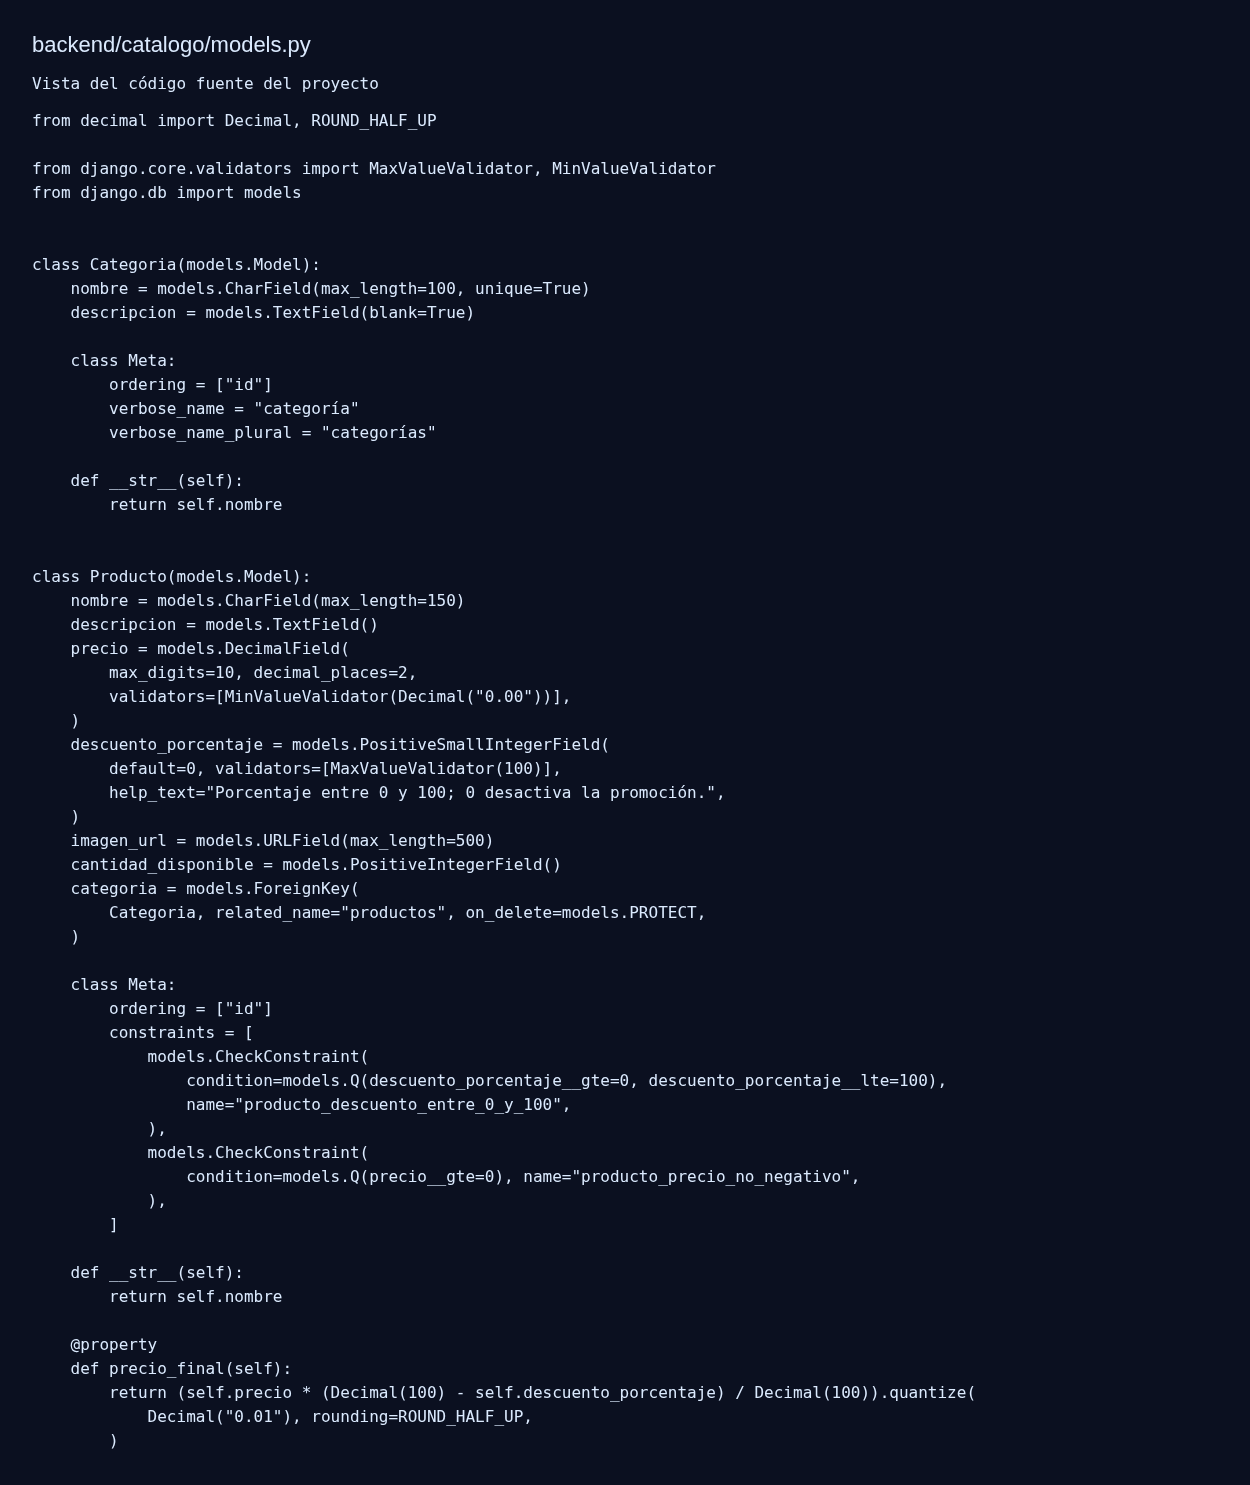 backend/catalogo/models.py
Vista del código fuente del proyecto
from decimal import Decimal, ROUND_HALF_UP

from django.core.validators import MaxValueValidator, MinValueValidator
from django.db import models


class Categoria(models.Model):
    nombre = models.CharField(max_length=100, unique=True)
    descripcion = models.TextField(blank=True)

    class Meta:
        ordering = ["id"]
        verbose_name = "categoría"
        verbose_name_plural = "categorías"

    def __str__(self):
        return self.nombre


class Producto(models.Model):
    nombre = models.CharField(max_length=150)
    descripcion = models.TextField()
    precio = models.DecimalField(
        max_digits=10, decimal_places=2,
        validators=[MinValueValidator(Decimal("0.00"))],
    )
    descuento_porcentaje = models.PositiveSmallIntegerField(
        default=0, validators=[MaxValueValidator(100)],
        help_text="Porcentaje entre 0 y 100; 0 desactiva la promoción.",
    )
    imagen_url = models.URLField(max_length=500)
    cantidad_disponible = models.PositiveIntegerField()
    categoria = models.ForeignKey(
        Categoria, related_name="productos", on_delete=models.PROTECT,
    )

    class Meta:
        ordering = ["id"]
        constraints = [
            models.CheckConstraint(
                condition=models.Q(descuento_porcentaje__gte=0, descuento_porcentaje__lte=100),
                name="producto_descuento_entre_0_y_100",
            ),
            models.CheckConstraint(
                condition=models.Q(precio__gte=0), name="producto_precio_no_negativo",
            ),
        ]

    def __str__(self):
        return self.nombre

    @property
    def precio_final(self):
        return (self.precio * (Decimal(100) - self.descuento_porcentaje) / Decimal(100)).quantize(
            Decimal("0.01"), rounding=ROUND_HALF_UP,
        )